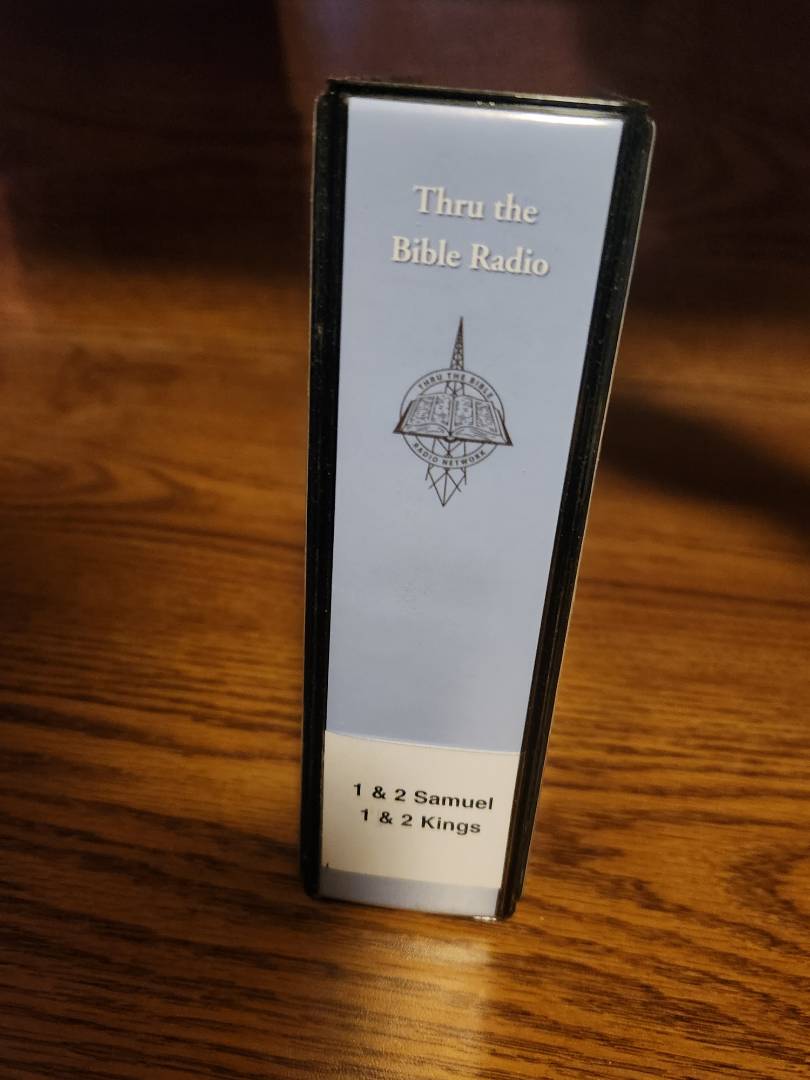 Thru the
Bible Radio
THRU THE BIBLE
RADIO NETWORK
1 & 2 Samuel
1 & 2 Kings